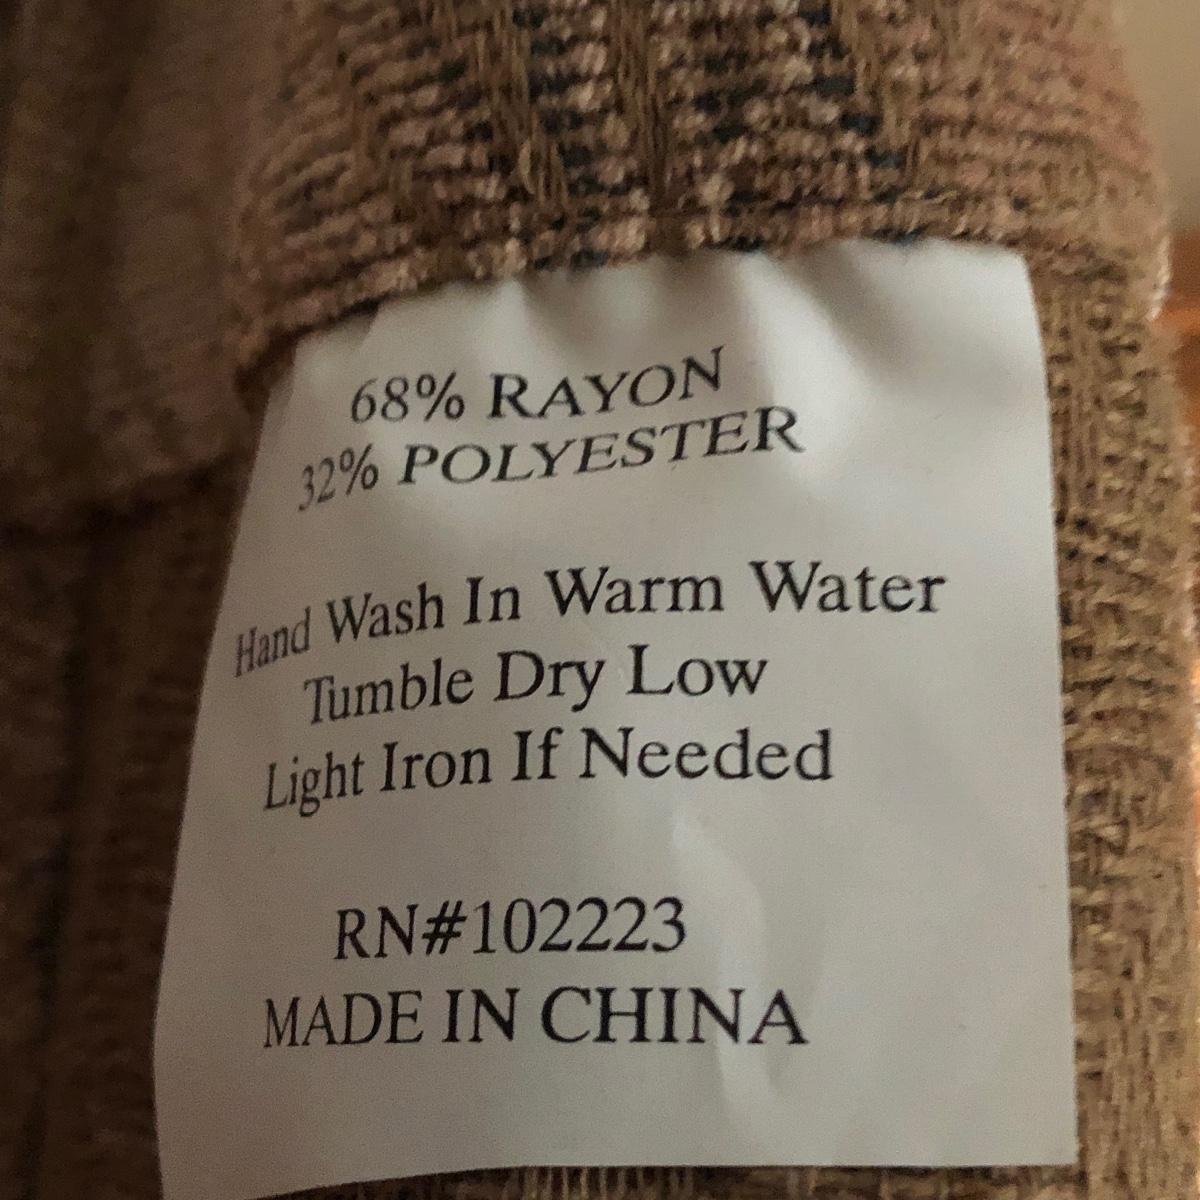 68% RAYON
32% POLYESTER
Hand Wash In Warm Water
Tumble Dry Low
Light Iron If Needed
RN#102223
MADE IN CHINA